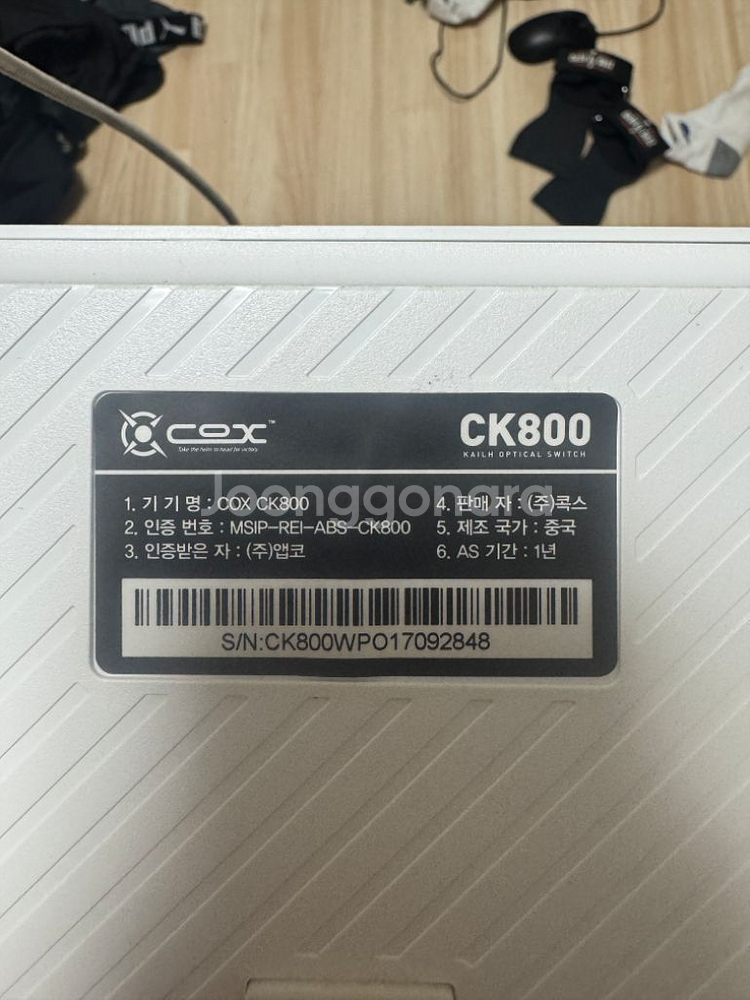 COX™
Take the helm to head for victory
CK800
KAILH OPTICAL SWITCH
1. 기 기 명 : COX CK800
2. 인증 번호 : MSIP-REI-ABS-CK800
3. 인증받은 자 : (주)앱코
4. 판매 자 : (주)콕스
5. 제조 국가 : 중국
6. AS 기간 : 1년
S/N:CK800WPO17092848
Joonggonara